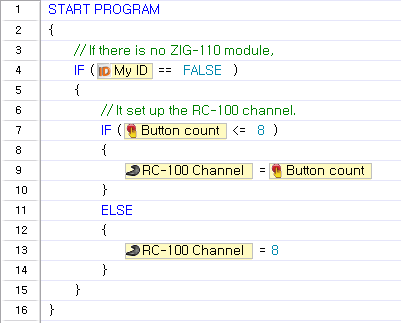 1 START PROGRAM
2 {
3 // If there is no ZIG-110 module,
4 IF ( ID My ID == FALSE )
5 {
6 // It set up the RC-100 channel.
7 IF ( Button count <= 8 )
8 {
9 RC-100 Channel = Button count
10 }
11 ELSE
12 {
13 RC-100 Channel = 8
14 }
15 }
16 }